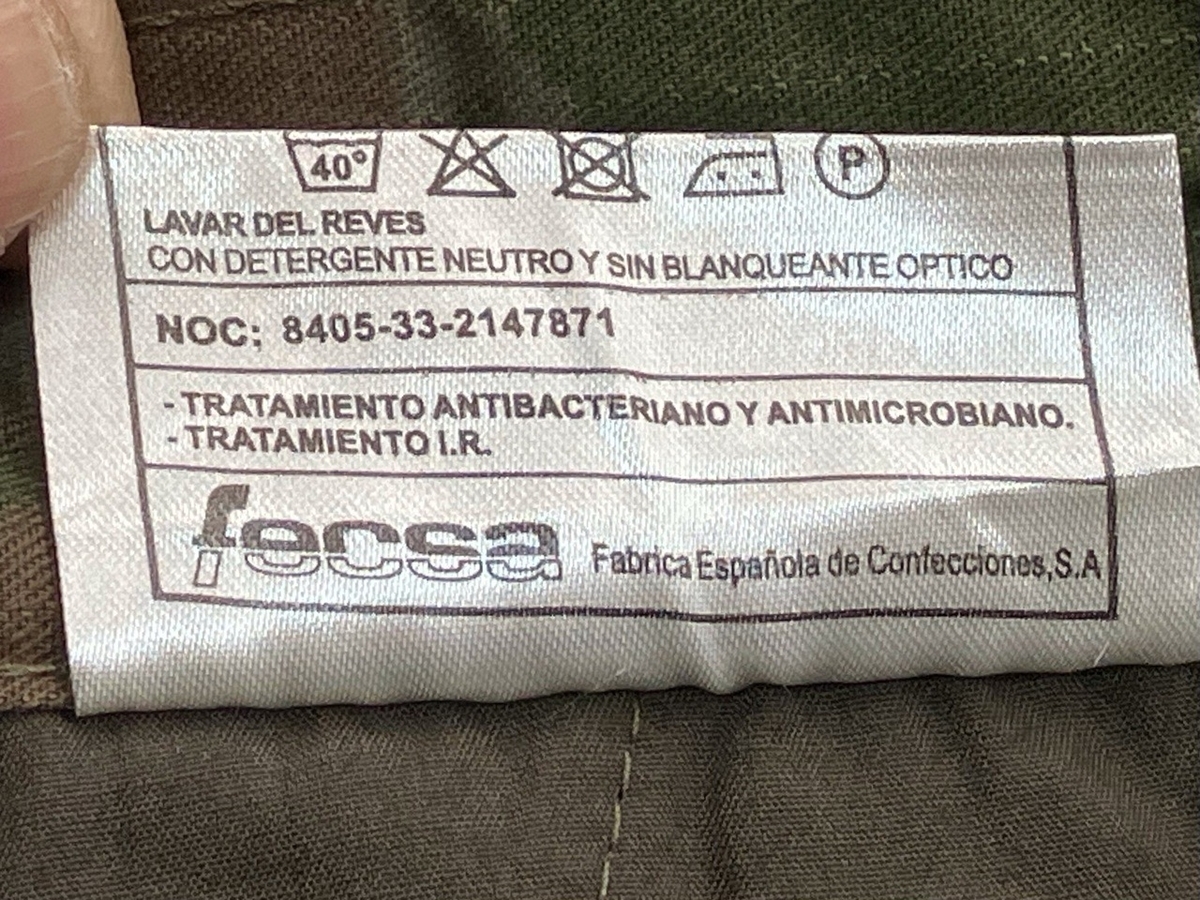 40° P
LAVAR DEL REVES
CON DETERGENTE NEUTRO Y SIN BLANQUEANTE OPTICO
NOC: 8405-33-2147871
- TRATAMIENTO ANTIBACTERIANO Y ANTIMICROBIANO.
- TRATAMIENTO I.R.
fecsa Fabrica Española de Confecciones,S.A